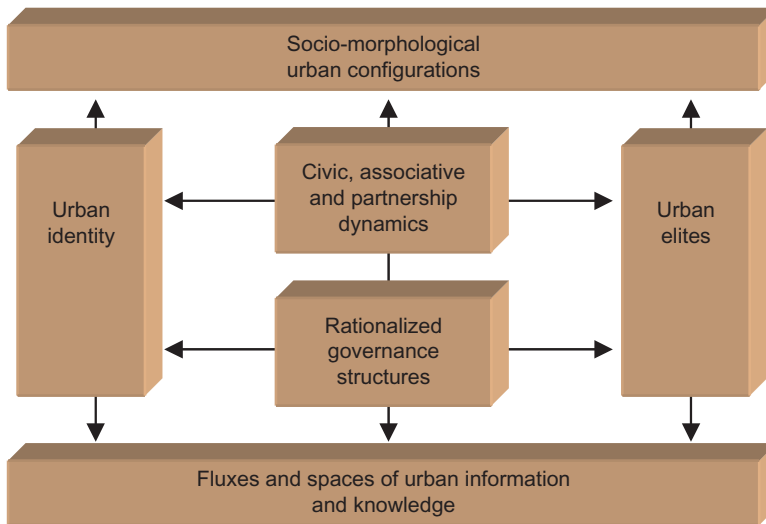 Socio-morphological
urban configurations
Urban
identity
Civic, associative
and partnership
dynamics
Urban
elites
Rationalized
governance
structures
Fluxes and spaces of urban information
and knowledge